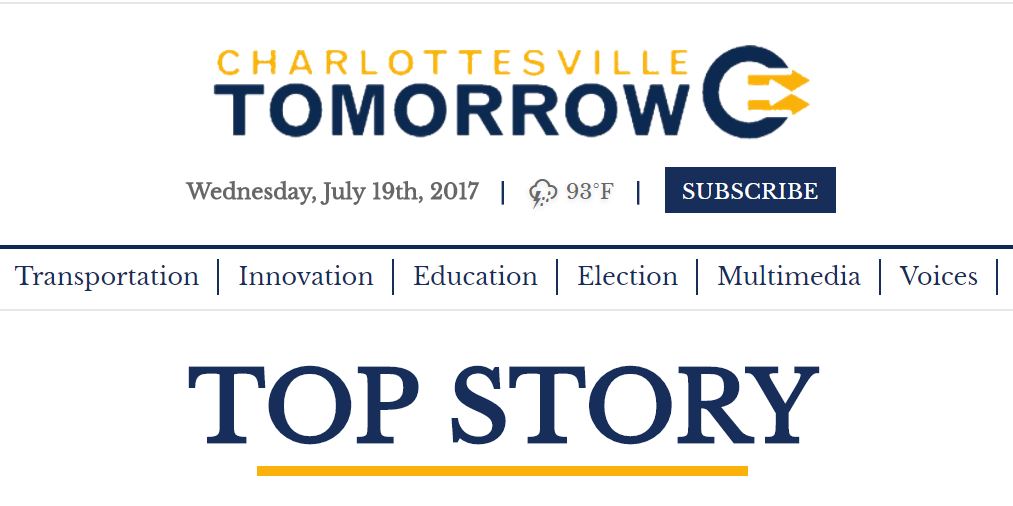 CHARLOTTESVILLE
TOMORROW
Wednesday, July 19th, 2017 | 93°F | SUBSCRIBE
Transportation | Innovation | Education | Election | Multimedia | Voices |
TOP STORY